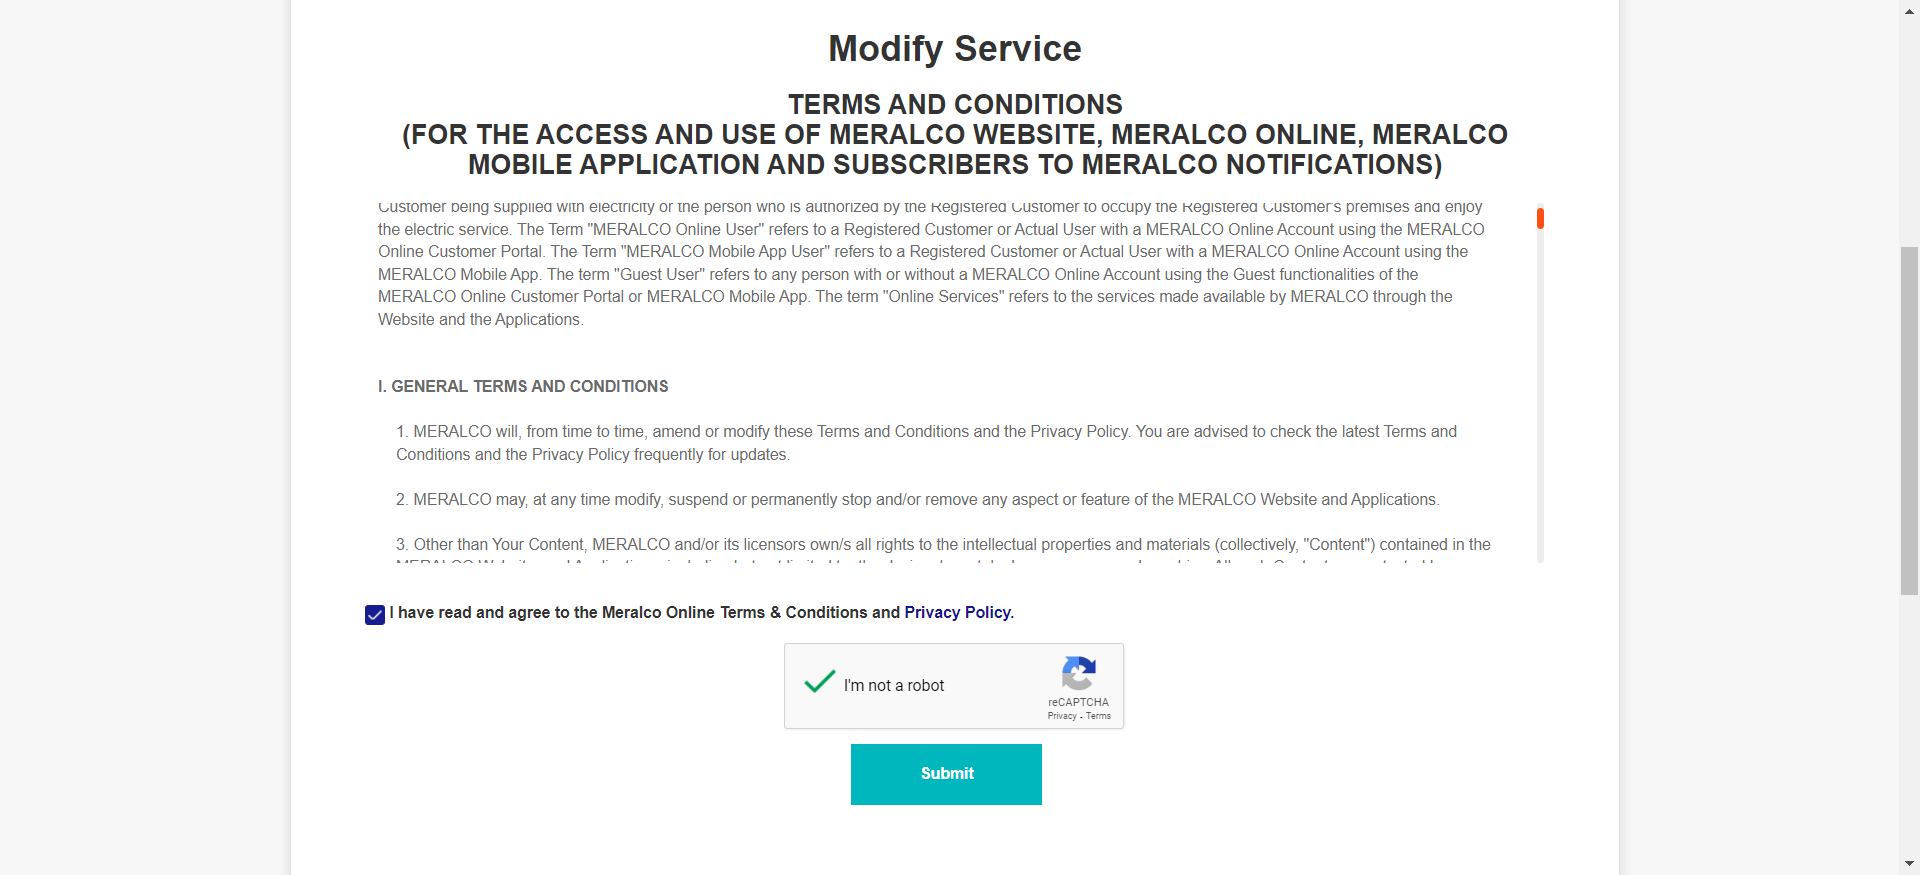 Modify Service
TERMS AND CONDITIONS
(FOR THE ACCESS AND USE OF MERALCO WEBSITE, MERALCO ONLINE, MERALCO
MOBILE APPLICATION AND SUBSCRIBERS TO MERALCO NOTIFICATIONS)
Customer being supplied with electricity or the person who is authorized by the Registered Customer to occupy the Registered Customer's premises and enjoy
the electric service. The Term "MERALCO Online User" refers to a Registered Customer or Actual User with a MERALCO Online Account using the MERALCO
Online Customer Portal. The Term "MERALCO Mobile App User" refers to a Registered Customer or Actual User with a MERALCO Online Account using the
MERALCO Mobile App. The term "Guest User" refers to any person with or without a MERALCO Online Account using the Guest functionalities of the
MERALCO Online Customer Portal or MERALCO Mobile App. The term "Online Services" refers to the services made available by MERALCO through the
Website and the Applications.
I. GENERAL TERMS AND CONDITIONS
1. MERALCO will, from time to time, amend or modify these Terms and Conditions and the Privacy Policy. You are advised to check the latest Terms and
Conditions and the Privacy Policy frequently for updates.
2. MERALCO may, at any time modify, suspend or permanently stop and/or remove any aspect or feature of the MERALCO Website and Applications.
3. Other than Your Content, MERALCO and/or its licensors own/s all rights to the intellectual properties and materials (collectively, "Content") contained in the
I have read and agree to the Meralco Online Terms & Conditions and Privacy Policy.
I'm not a robot
reCAPTCHA
Privacy - Terms
Submit